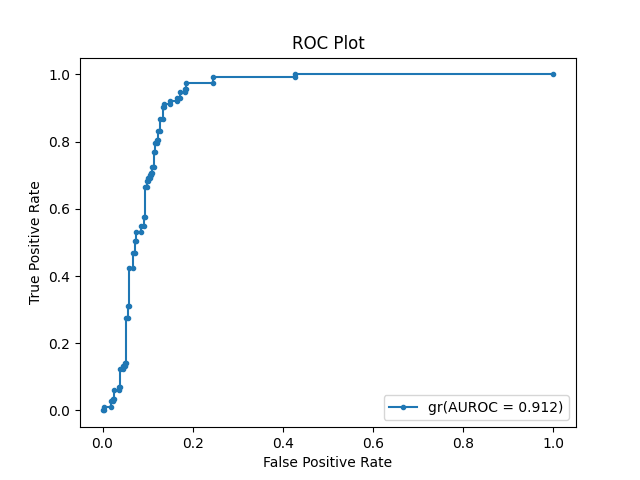 ROC Plot
1.0
0.8
0.6
0.4
0.2
0.0
True Positive Rate
gr(AUROC = 0.912)
0.0 0.2 0.4 0.6 0.8 1.0
False Positive Rate